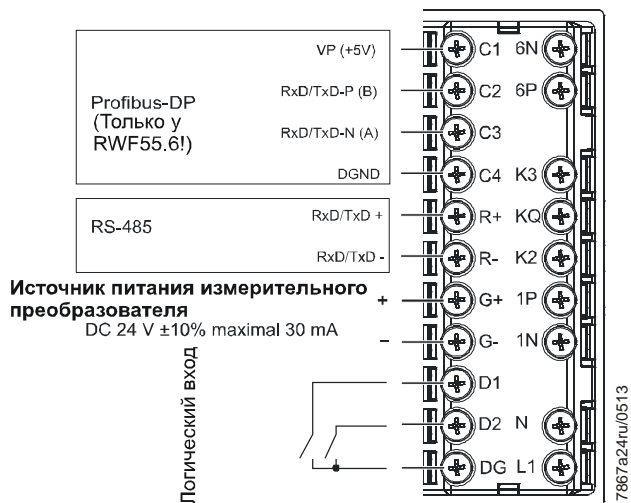 VP (+5V) C1 6N
RxD/TxD-P (B) C2 6P
Profibus-DP
(Только у
RWF55.6!)
RxD/TxD-N (A) C3
DGND C4 K3
RS-485
RxD/TxD + R+ KQ
RxD/TxD - R- K2
Источник питания измерительного
преобразователя
+ G+ 1P
DC 24 V ±10% maximal 30 mA
– G- 1N
Логический вход
D1
D2 N
DG L1
7867a24ru/0513